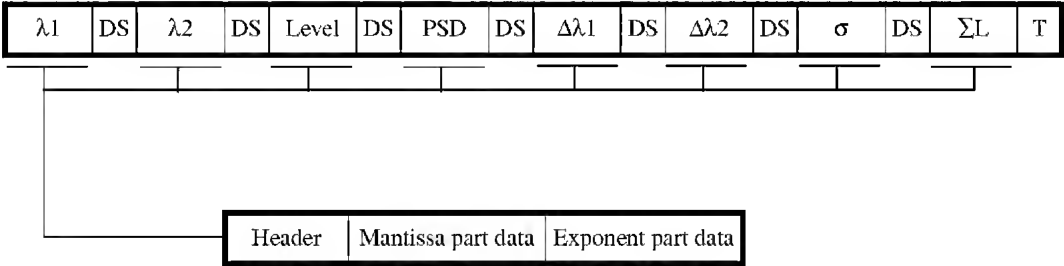 λ1 DS λ2 DS Level DS PSD DS Δλ1 DS Δλ2 DS σ DS ΣL T
Header Mantissa part data Exponent part data